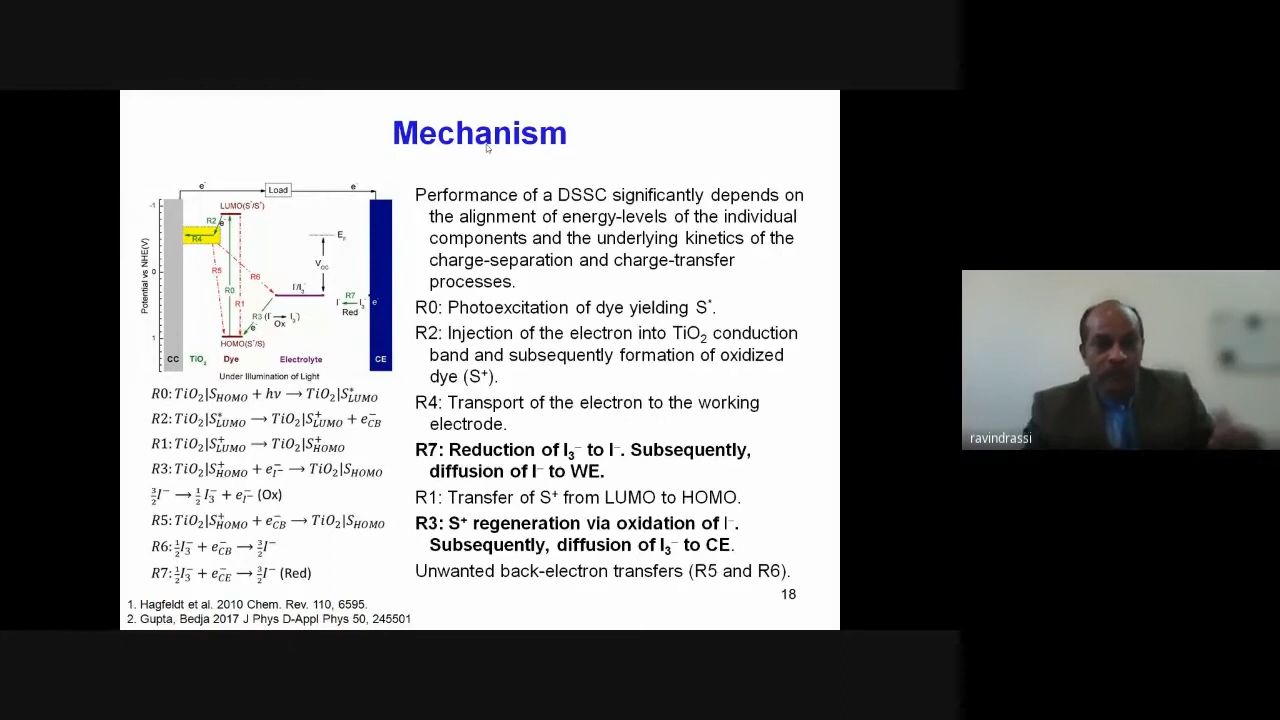 Mechanism
e⁻ Load e⁻
Potential vs NHE(V)
-1
0
1
LUMO(S*/S⁺)
R2
e⁻
R4
R5
R6
R0
R1
E_F
V_OC
I⁻/I₃⁻
R7
I⁻ I₃⁻ e⁻
Red
R3 (I⁻ → I₃⁻)
Ox
e⁻
HOMO(S⁺/S)
CC TiO₂ Dye Electrolyte CE
Under Illumination of Light
R0: TiO₂|S_HOMO + hν ⟶ TiO₂|S*_LUMO
R2: TiO₂|S*_LUMO ⟶ TiO₂|S⁺_LUMO + e⁻_CB
R1: TiO₂|S⁺_LUMO ⟶ TiO₂|S⁺_HOMO
R3: TiO₂|S⁺_HOMO + e⁻_I⁻ ⟶ TiO₂|S_HOMO
3/2 I⁻ ⟶ 1/2 I₃⁻ + e⁻_I⁻ (Ox)
R5: TiO₂|S⁺_HOMO + e⁻_CB ⟶ TiO₂|S_HOMO
R6: 1/2 I₃⁻ + e⁻_CB ⟶ 3/2 I⁻
R7: 1/2 I₃⁻ + e⁻_CE ⟶ 3/2 I⁻ (Red)
1. Hagfeldt et al. 2010 Chem. Rev. 110, 6595.
2. Gupta, Bedja 2017 J Phys D-Appl Phys 50, 245501
Performance of a DSSC significantly depends on
the alignment of energy-levels of the individual
components and the underlying kinetics of the
charge-separation and charge-transfer
processes.
R0: Photoexcitation of dye yielding S*.
R2: Injection of the electron into TiO₂ conduction
band and subsequently formation of oxidized
dye (S⁺).
R4: Transport of the electron to the working
electrode.
R7: Reduction of I₃⁻ to I⁻. Subsequently,
diffusion of I⁻ to WE.
R1: Transfer of S⁺ from LUMO to HOMO.
R3: S⁺ regeneration via oxidation of I⁻.
Subsequently, diffusion of I₃⁻ to CE.
Unwanted back-electron transfers (R5 and R6).
18
ravindrassi